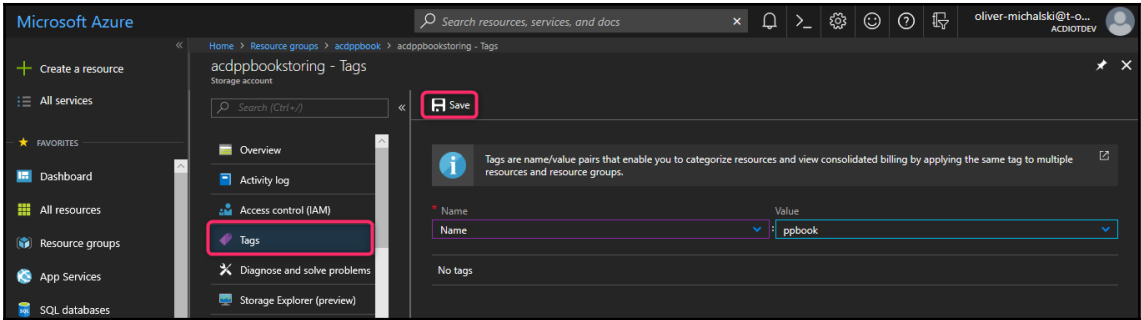 Microsoft Azure
Search resources, services, and docs
oliver-michalski@t-o...
ACDIOTDEV
Home > Resource groups > acdppbook > acdppbookstoring - Tags
Create a resource
All services
FAVORITES
Dashboard
All resources
Resource groups
App Services
SQL databases
acdppbookstoring - Tags
Storage account
Search (Ctrl+/)
Overview
Activity log
Access control (IAM)
Tags
Diagnose and solve problems
Storage Explorer (preview)
Save
Tags are name/value pairs that enable you to categorize resources and view consolidated billing by applying the same tag to multiple
resources and resource groups.
* Name Value
Name : ppbook
No tags